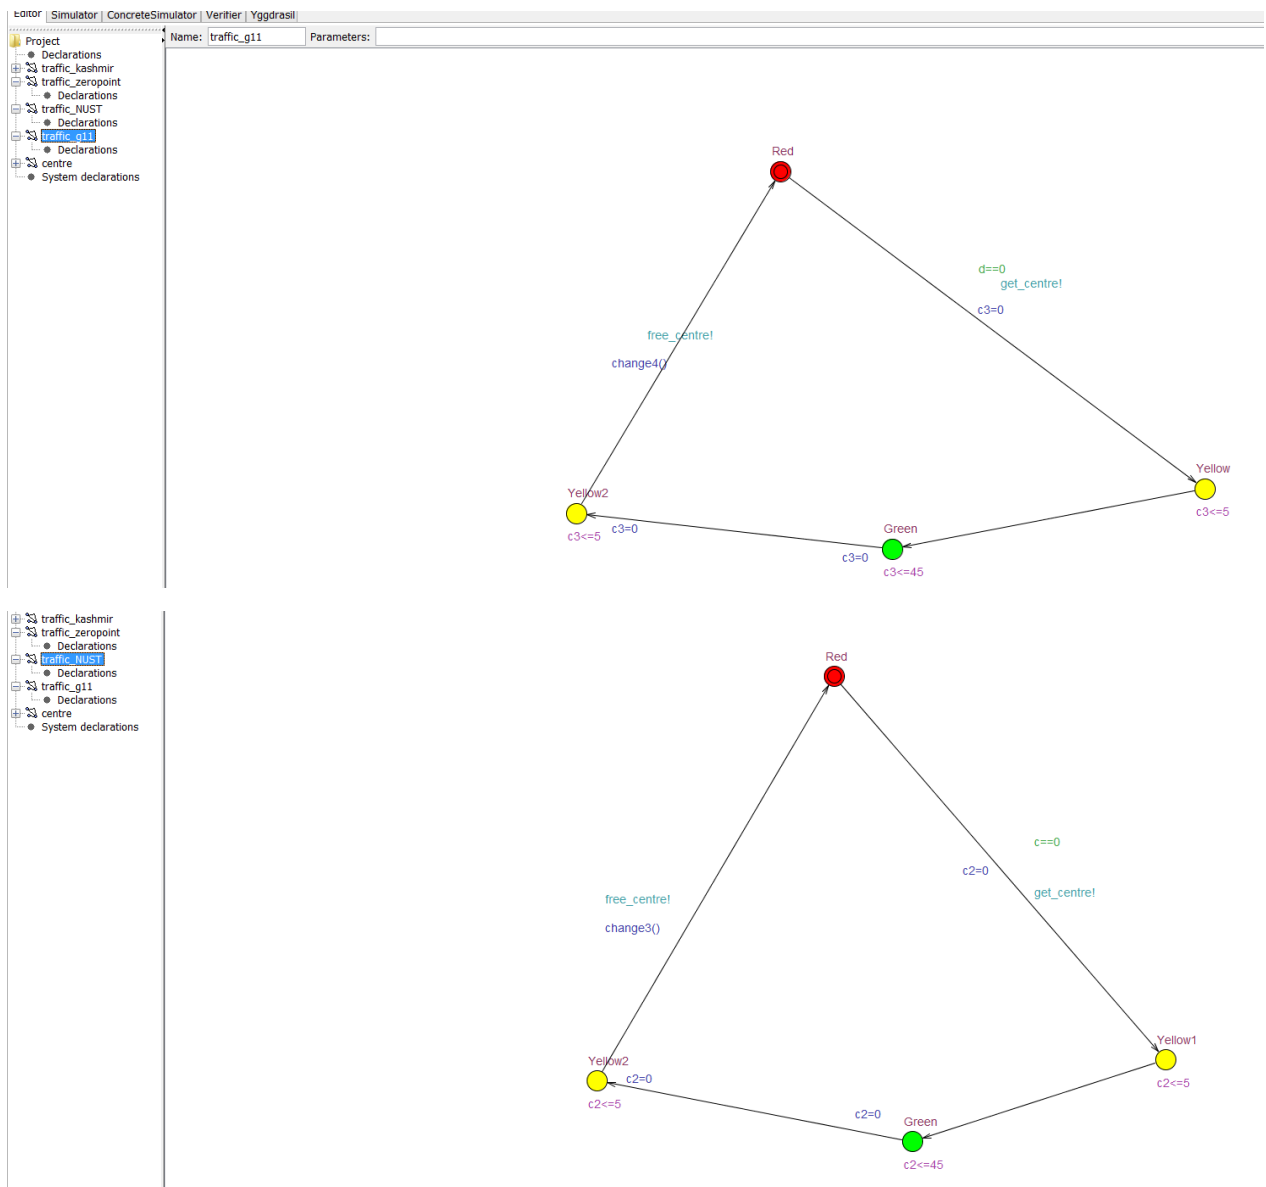 Editor Simulator ConcreteSimulator Verifier Yggdrasil
Project
Declarations
traffic_kashmir
traffic_zeropoint
Declarations
traffic_NUST
Declarations
traffic_g11
Declarations
centre
System declarations
Name: traffic_g11 Parameters:
Red
d==0
get_centre!
c3=0
free_centre!
change4()
Yellow
c3<=5
Yellow2
c3=0
c3<=5
Green
c3=0
c3<=45
traffic_kashmir
traffic_zeropoint
Declarations
traffic_NUST
Declarations
traffic_g11
Declarations
centre
System declarations
Red
c==0
c2=0
get_centre!
free_centre!
change3()
Yellow1
c2<=5
Yellow2
c2=0
c2<=5
c2=0
Green
c2<=45